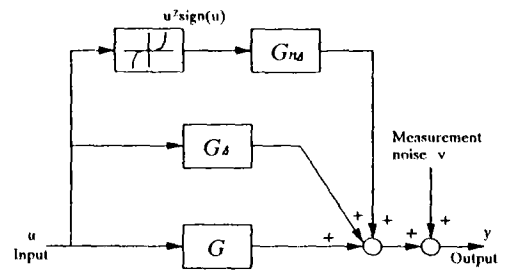 u²sign(u)
G_nΔ
G_Δ
Measurement
noise v
+ +
u
Input
G
+
+
+
y
Output